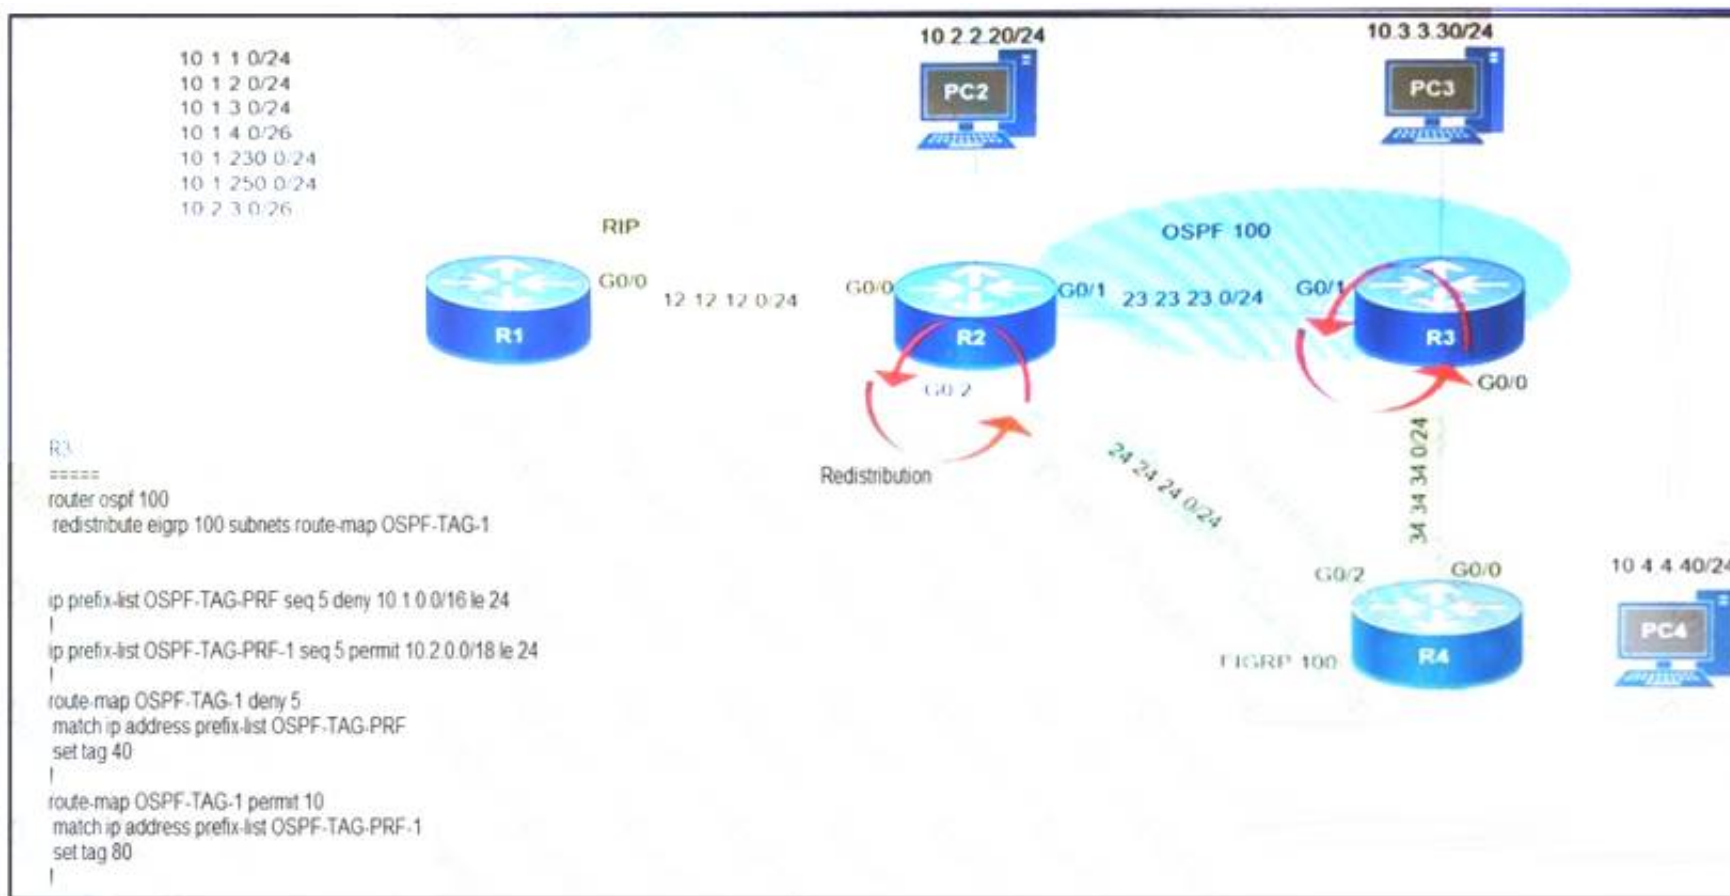 10 1 1 0/24
10 1 2 0/24
10 1 3 0/24
10 1 4 0/26
10 1 230 0/24
10 1 250 0/24
10 2 3 0/26
10 2 2.20/24
10.3 3.30/24
PC2
PC3
RIP
OSPF 100
G0/0
12 12 12 0/24
G0/0
G0/1
23 23 23 0/24
G0/1
R1
R2
R3
G0/2
G0/0
Redistribution
24 24 24 0/24
34 34 34 0/24
G0/2
G0/0
10 4 4 40/24
EIGRP 100
R4
PC4
R3
=====
router ospf 100
redistribute eigrp 100 subnets route-map OSPF-TAG-1
ip prefix-list OSPF-TAG-PRF seq 5 deny 10.1.0.0/16 le 24
!
ip prefix-list OSPF-TAG-PRF-1 seq 5 permit 10.2.0.0/18 le 24
!
route-map OSPF-TAG-1 deny 5
match ip address prefix-list OSPF-TAG-PRF
set tag 40
!
route-map OSPF-TAG-1 permit 10
match ip address prefix-list OSPF-TAG-PRF-1
set tag 80
!